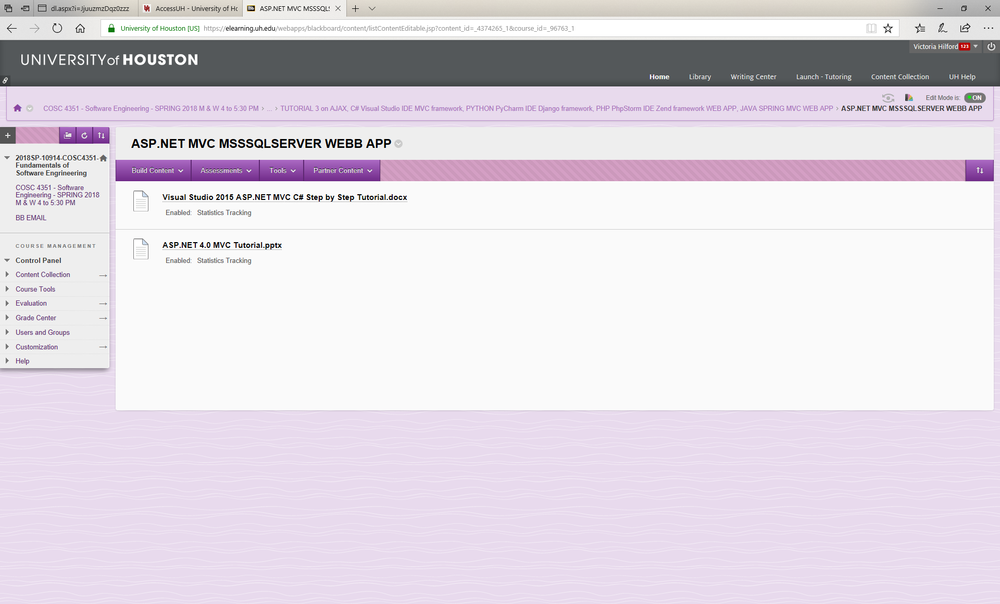 dl.aspx?i=JjuuzmzDqz0zzz
AccessUH - University of Ho
Bb ASP.NET MVC MSSSQLS
University of Houston [US] https://elearning.uh.edu/webapps/blackboard/content/listContentEditable.jsp?content_id=_4374265_1&course_id=_96763_1
Victoria Hilford 123
UNIVERSITY of HOUSTON
Home Library Writing Center Launch - Tutoring Content Collection UH Help
Edit Mode is: ON
COSC 4351 - Software Engineering - SPRING 2018 M & W 4 to 5:30 PM > ... > TUTORIAL 3 on AJAX, C# Visual Studio IDE MVC framework, PYTHON PyCharm IDE Django framework, PHP PhpStorm IDE Zend framework WEB APP, JAVA SPRING MVC WEB APP > ASP.NET MVC MSSSQLSERVER WEBB APP
2018SP-10914-COSC4351-
Fundamentals of
Software Engrineering
COSC 4351 - Software
Engineering - SPRING 2018
M & W 4 to 5:30 PM
BB EMAIL
COURSE MANAGEMENT
Control Panel
Content Collection
Course Tools
Evaluation
Grade Center
Users and Groups
Customization
Help
ASP.NET MVC MSSSQLSERVER WEBB APP
Build Content Assessments Tools Partner Content
Visual Studio 2015 ASP.NET MVC C# Step by Step Tutorial.docx
Enabled: Statistics Tracking
ASP.NET 4.0 MVC Tutorial.pptx
Enabled: Statistics Tracking